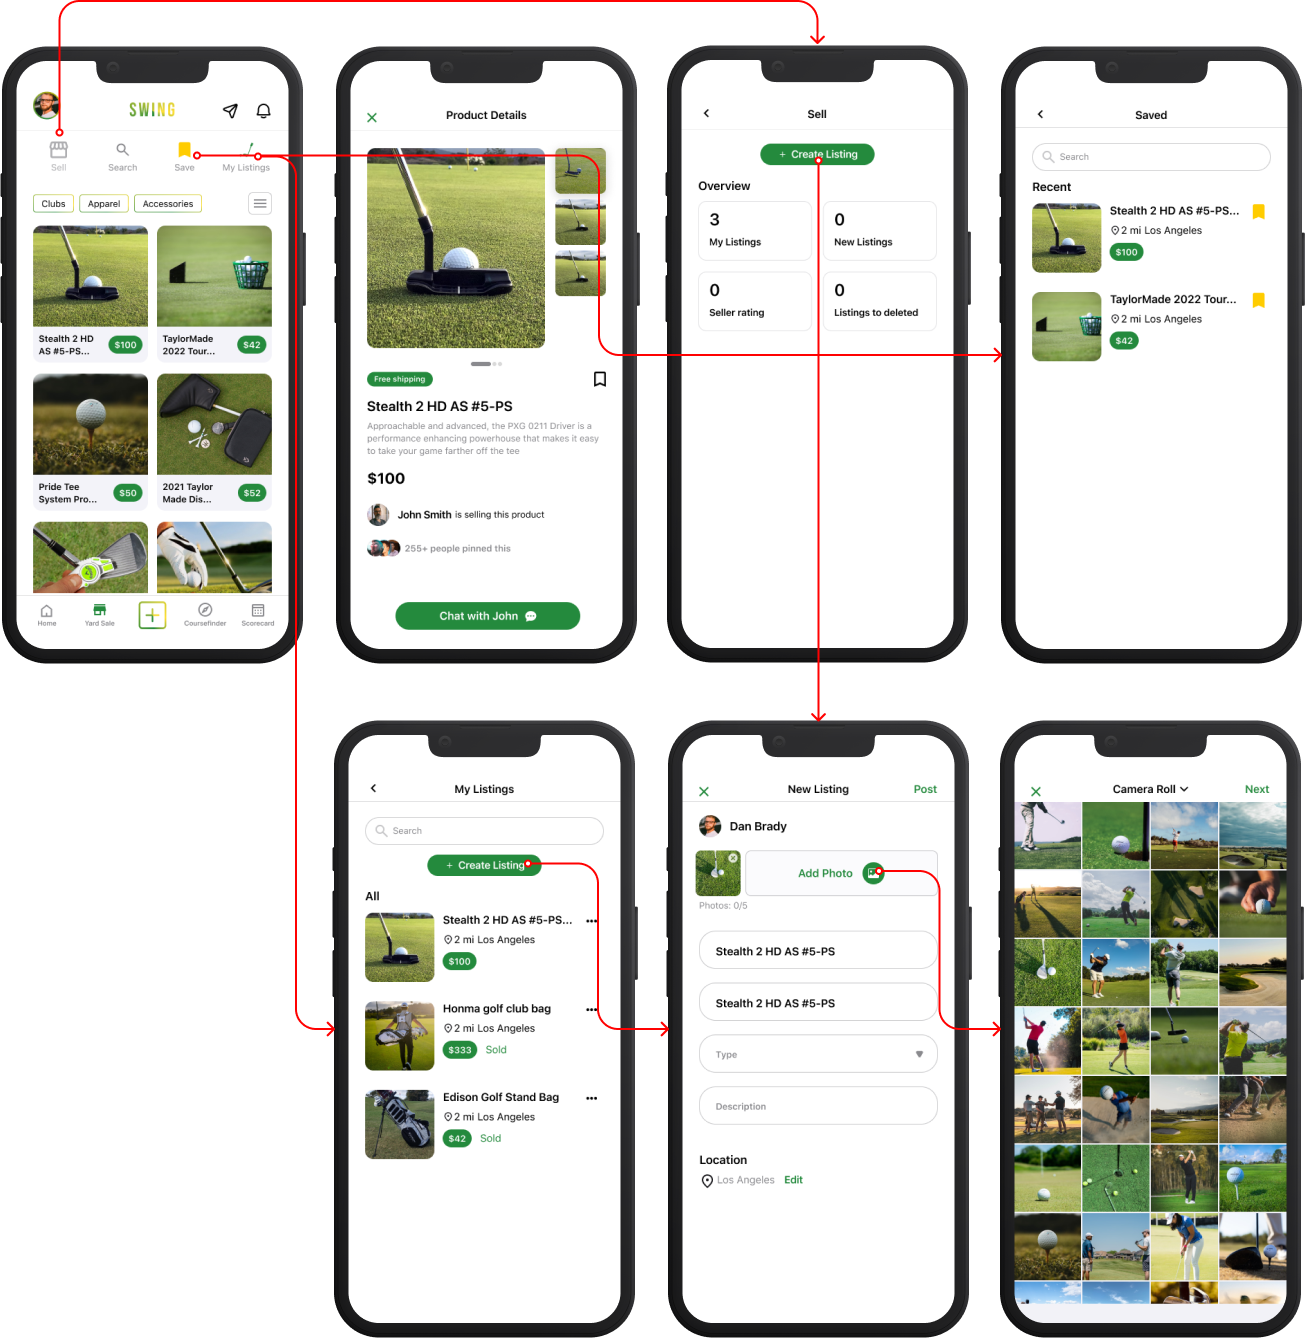 SWING
Sell
Search
Save
My Listings
Clubs
Apparel
Accessories
Stealth 2 HD
AS #5-PS...
$100
TaylorMade
2022 Tour...
$42
Pride Tee
System Pro...
$50
2021 Taylor
Made Dis...
$52
Home
Yard Sale
Coursefinder
Scorecard
Product Details
Free shipping
Stealth 2 HD AS #5-PS
Approachable and advanced, the PXG 0211 Driver is a
performance enhancing powerhouse that makes it easy
to take your game farther off the tee
$100
John Smith is selling this product
255+ people pinned this
Chat with John
Sell
+ Create Listing
Overview
3
My Listings
0
New Listings
0
Seller rating
0
Listings to deleted
Saved
Search
Recent
Stealth 2 HD AS #5-PS...
2 mi Los Angeles
$100
TaylorMade 2022 Tour...
2 mi Los Angeles
$42
My Listings
Search
+ Create Listing
All
Stealth 2 HD AS #5-PS...
2 mi Los Angeles
$100
Honma golf club bag
2 mi Los Angeles
$333 Sold
Edison Golf Stand Bag
2 mi Los Angeles
$42 Sold
New Listing
Post
Dan Brady
Add Photo
Photos: 0/5
Stealth 2 HD AS #5-PS
Stealth 2 HD AS #5-PS
Type
Description
Location
Los Angeles Edit
Camera Roll
Next